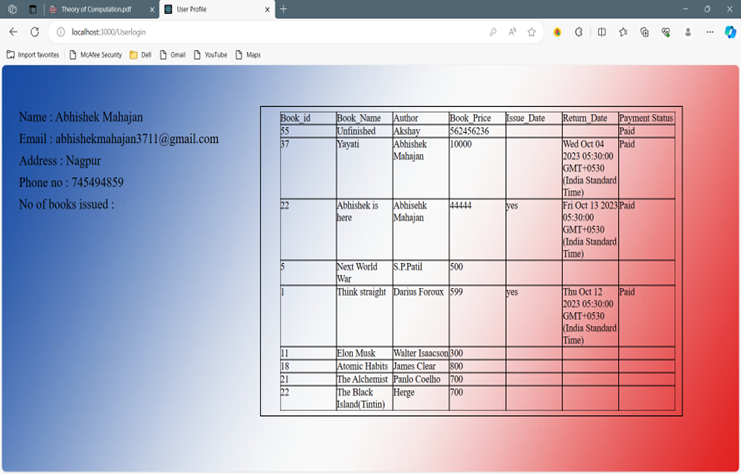 Theory of Computation.pdf
User Profile
localhost:3000/Userlogin
Import favorites McAfee Security Dell Gmail YouTube Maps
Name : Abhishek Mahajan
Email : abhishekmahajan3711@gmail.com
Address : Nagpur
Phone no : 745494859
No of books issued :
Book_id Book_Name Author Book_Price Issue_Date Return_Date Payment Status
55 Unfinished Akshay 562456236 Paid
37 Yayati Abhishek 10000 Wed Oct 04 Paid
Mahajan 2023 05:30:00
GMT+0530
(India Standard
Time)
22 Abhishek is Abhisehk 44444 yes Fri Oct 13 2023 Paid
here Mahajan 05:30:00
GMT+0530
(India Standard
Time)
5 Next World S.P.Patil 500
War
1 Think straight Darius Foroux 599 yes Thu Oct 12 Paid
2023 05:30:00
GMT+0530
(India Standard
Time)
11 Elon Musk Walter Isaacson 300
18 Atomic Habits James Clear 800
21 The Alchemist Panlo Coelho 700
22 The Black Herge 700
Island(Tintin)